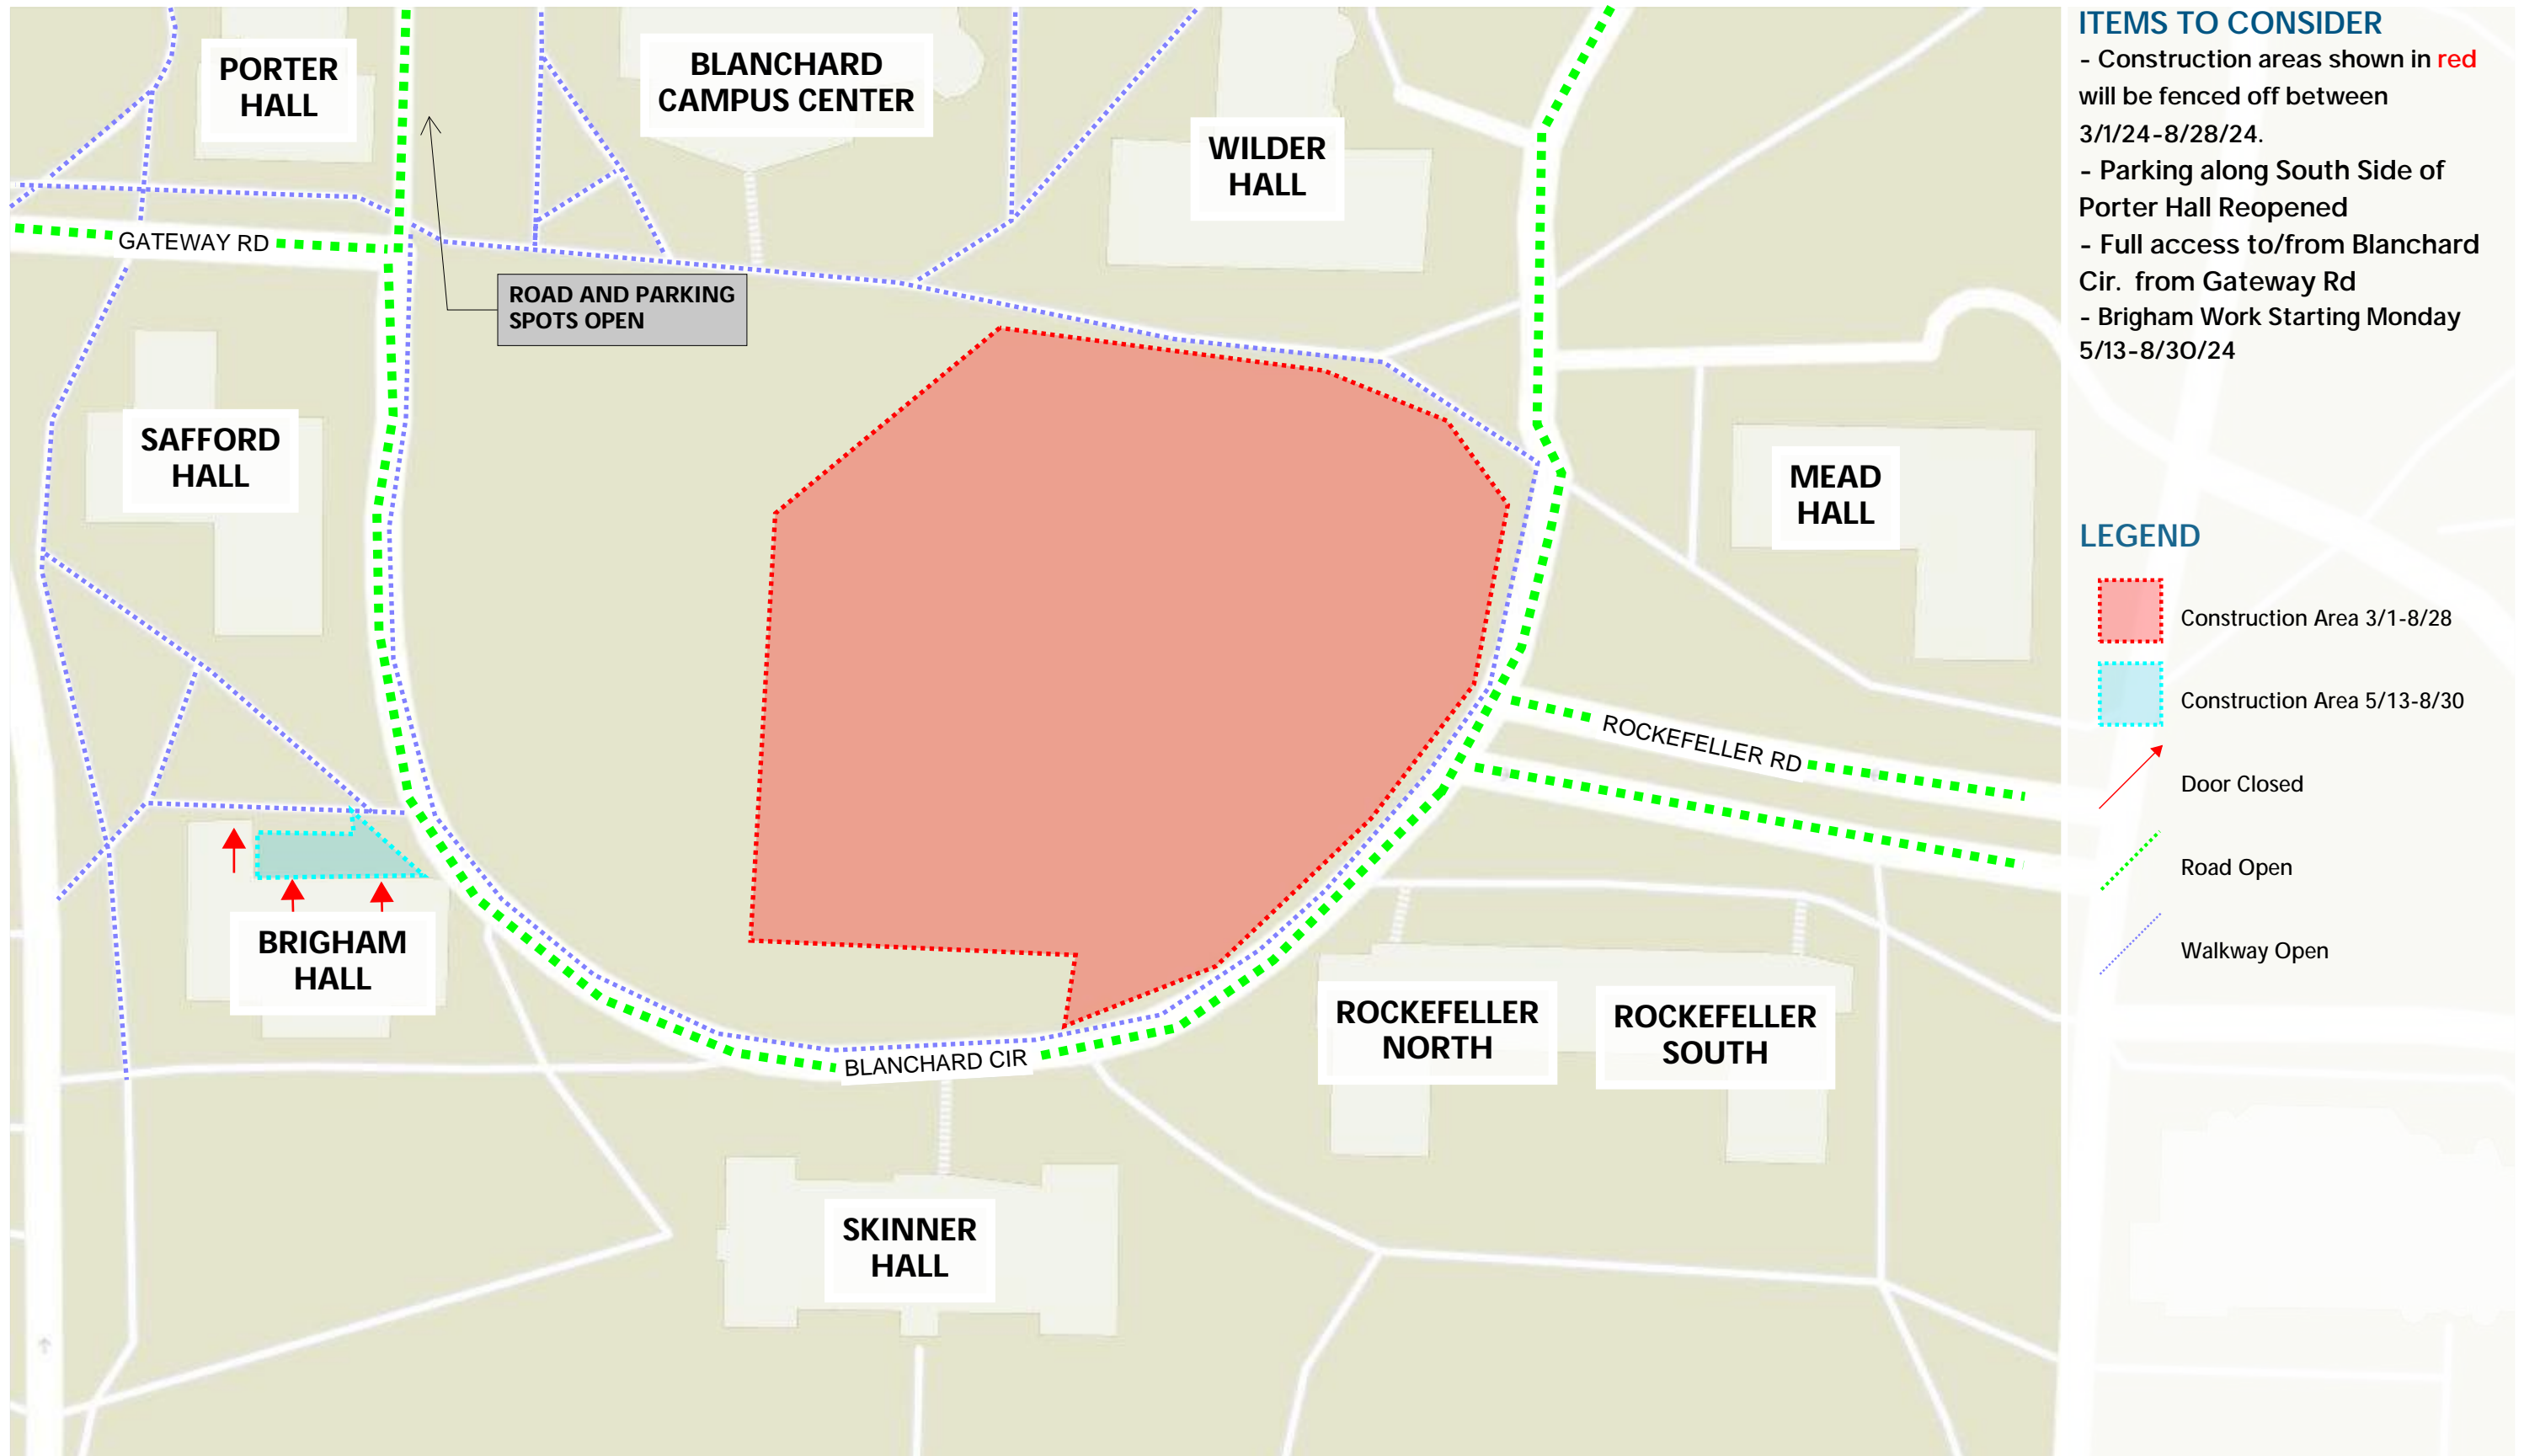 PORTER
HALL
BLANCHARD
CAMPUS CENTER
WILDER
HALL
GATEWAY RD
ROAD AND PARKING
SPOTS OPEN
SAFFORD
HALL
MEAD
HALL
ROCKEFELLER RD
BRIGHAM
HALL
BLANCHARD CIR
ROCKEFELLER
NORTH
ROCKEFELLER
SOUTH
SKINNER
HALL
ITEMS TO CONSIDER
- Construction areas shown in red
will be fenced off between
3/1/24-8/28/24.
- Parking along South Side of
Porter Hall Reopened
- Full access to/from Blanchard
Cir. from Gateway Rd
- Brigham Work Starting Monday
5/13-8/30/24
LEGEND
Construction Area 3/1-8/28
Construction Area 5/13-8/30
Door Closed
Road Open
Walkway Open